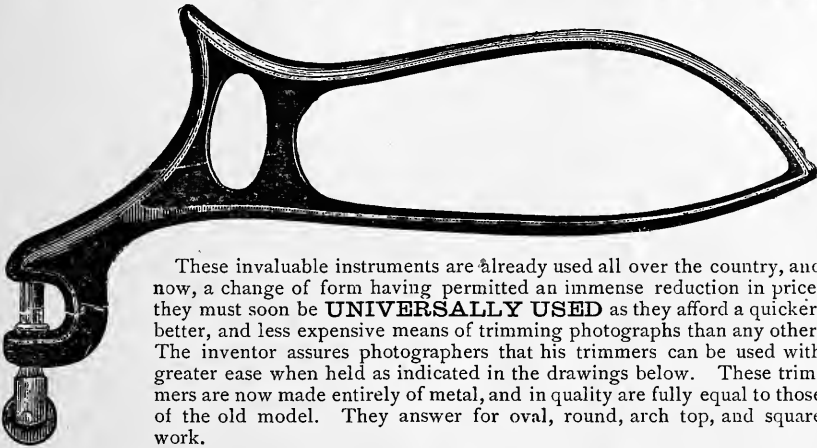 These invaluable instruments are already used all over the country, and
now, a change of form having permitted an immense reduction in price
they must soon be UNIVERSALLY USED as they afford a quicker
better, and less expensive means of trimming photographs than any other
The inventor assures photographers that his trimmers can be used with
greater ease when held as indicated in the drawings below. These trim
mers are now made entirely of metal, and in quality are fully equal to those
of the old model. They answer for oval, round, arch top, and square
work.